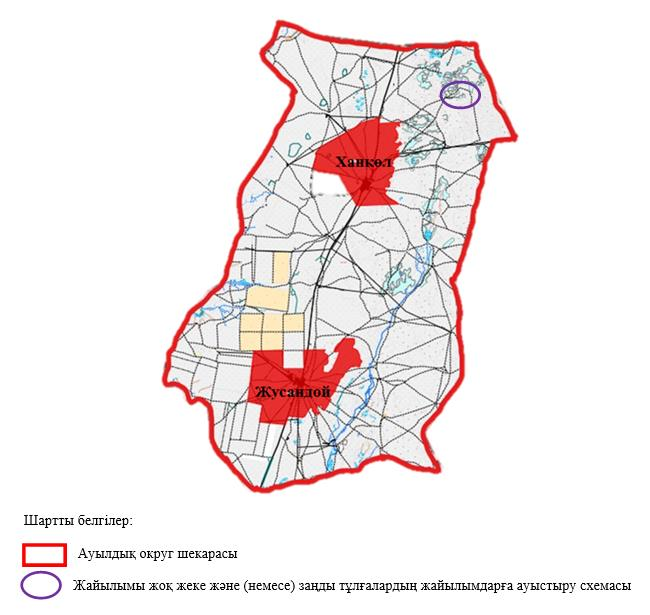 Ханкөл
Жусандой
Шартты белгілер:
Ауылдық округ шекарасы
Жайылымы жоқ жеке және (немесе) заңды тұлғалардың жайылымдарға ауыстыру схемасы